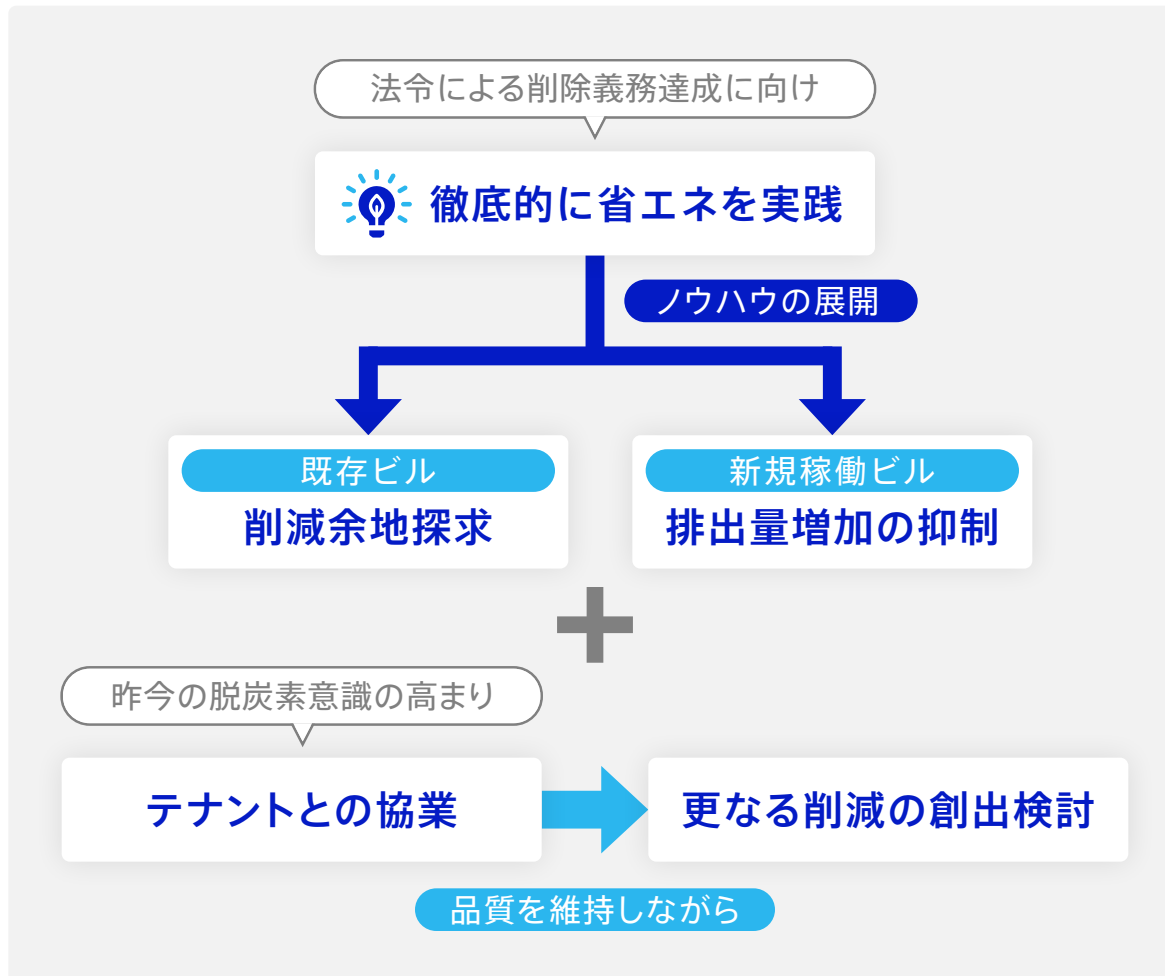 法令による削除義務達成に向け
徹底的に省エネを実践
ノウハウの展開
既存ビル
削減余地探求
新規稼働ビル
排出量増加の抑制
昨今の脱炭素意識の高まり
テナントとの協業
更なる削減の創出検討
品質を維持しながら